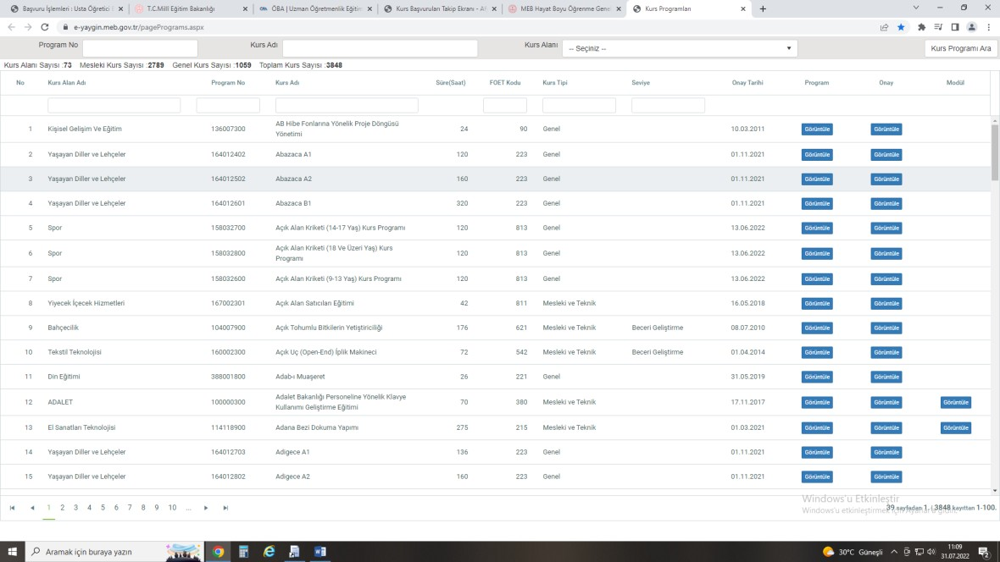 Başvuru İşlemleri : Usta Öğretici
T.C.Millî Eğitim Bakanlığı
ÖBA | Uzman Öğretmenlik Eğitim
Kurs Başvuruları Takip Ekranı - A
MEB Hayat Boyu Öğrenme Genel
Kurs Programları
e-yaygin.meb.gov.tr/pagePrograms.aspx
Program No Kurs Adı Kurs Alanı -- Seçiniz -- Kurs Programı Ara
Kurs Alanı Sayısı :73 Mesleki Kurs Sayısı :2789 Genel Kurs Sayısı :1059 Toplam Kurs Sayısı :3848
No Kurs Alan Adı Program No Kurs Adı Süre(Saat) FOET Kodu Kurs Tipi Seviye Onay Tarihi Program Onay Modül
1 Kişisel Gelişim Ve Eğitim 136007300 AB Hibe Fonlarına Yönelik Proje Döngüsü Yönetimi 24 90 Genel 10.03.2011 Görüntüle Görüntüle
2 Yaşayan Diller ve Lehçeler 164012402 Abazaca A1 120 223 Genel 01.11.2021 Görüntüle Görüntüle
3 Yaşayan Diller ve Lehçeler 164012502 Abazaca A2 160 223 Genel 01.11.2021 Görüntüle Görüntüle
4 Yaşayan Diller ve Lehçeler 164012601 Abazaca B1 320 223 Genel 01.11.2021 Görüntüle Görüntüle
5 Spor 158032700 Açık Alan Kriketi (14-17 Yaş) Kurs Programı 120 813 Genel 13.06.2022 Görüntüle Görüntüle
6 Spor 158032800 Açık Alan Kriketi (18 Ve Üzeri Yaş) Kurs Programı 120 813 Genel 13.06.2022 Görüntüle Görüntüle
7 Spor 158032600 Açık Alan Kriketi (9-13 Yaş) Kurs Programı 120 813 Genel 13.06.2022 Görüntüle Görüntüle
8 Yiyecek İçecek Hizmetleri 167002301 Açık Alan Satıcıları Eğitimi 42 811 Mesleki ve Teknik 16.05.2018 Görüntüle Görüntüle
9 Bahçecilik 104007900 Açık Tohumlu Bitkilerin Yetiştiriciliği 176 621 Mesleki ve Teknik Beceri Geliştirme 08.07.2010 Görüntüle Görüntüle
10 Tekstil Teknolojisi 160002300 Açık Uç (Open-End) İplik Makineci 72 542 Mesleki ve Teknik Beceri Geliştirme 01.04.2014 Görüntüle Görüntüle
11 Din Eğitimi 388001800 Adab-ı Muaşeret 26 221 Genel 31.05.2019 Görüntüle Görüntüle
12 ADALET 100000300 Adalet Bakanlığı Personeline Yönelik Klavye Kullanımı Geliştirme Eğitimi 70 380 Mesleki ve Teknik 17.11.2017 Görüntüle Görüntüle Görüntüle
13 El Sanatları Teknolojisi 114118900 Adana Bezi Dokuma Yapımı 275 215 Mesleki ve Teknik 01.03.2021 Görüntüle Görüntüle Görüntüle
14 Yaşayan Diller ve Lehçeler 164012703 Adigece A1 136 223 Genel 01.11.2021 Görüntüle Görüntüle
15 Yaşayan Diller ve Lehçeler 164012802 Adigece A2 160 223 Genel 01.11.2021 Görüntüle Görüntüle
1 2 3 4 5 6 7 8 9 10 ...
Windows'u Etkinleştir
39 sayfadan 1. | 3848 kayıttan 1-100.
Windows'u etkinleştirmek için Ayarlar'a gidin.
Aramak için buraya yazın
30°C Güneşli
11:09
31.07.2022
2